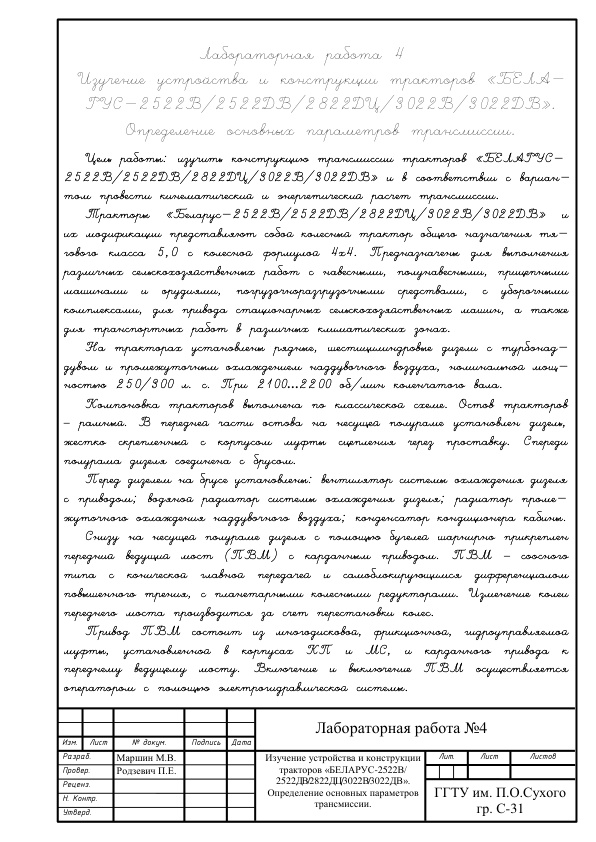 Лабораторная работа 4
Изучение устройства и конструкции тракторов «БЕЛА-
РУС-2522В/2522ДВ/2822ДЦ/3022В/3022ДВ».
Определение основных параметров трансмиссии.
Цель работы: изучить конструкцию трансмиссии тракторов «БЕЛАРУС-
2522В/2522ДВ/2822ДЦ/3022В/3022ДВ» и в соответствии с вариан-
том провести кинематический и энергетический расчет трансмиссии.
Тракторы «Беларус-2522В/2522ДВ/2822ДЦ/3022В/3022ДВ» и
их модификации представляют собой колесный трактор общего назначения тя-
гового класса 5,0 с колесной формулой 4х4. Предназначены для выполнения
различных сельскохозяйственных работ с навесными, полунавесными, прицепными
машинами и орудиями, погрузочноразгрузочными средствами, с уборочными
комплексами, для привода стационарных сельскохозяйственных машин, а также
для транспортных работ в различных климатических зонах.
На тракторах установлены рядные, шестицилиндровые дизели с турбонад-
дувом и промежуточным охлаждением наддувочного воздуха, номинальной мощ-
ностью 250/300 л. с. При 2100...2200 об/мин коленчатого вала.
Компоновка тракторов выполнена по классической схеме. Остов тракторов
– рамный. В передней части остова на несущей полураме установлен дизель,
жестко скрепленный с корпусом муфты сцепления через проставку. Спереди
полурама дизеля соединена с брусом.
Перед дизелем на брусе установлены: вентилятор системы охлаждения дизеля
с приводом; водяной радиатор системы охлаждения дизеля; радиатор проме-
жуточного охлаждения наддувочного воздуха; конденсатор кондиционера кабины.
Снизу на несущей полураме дизеля с помощью бугелей шарнирно прикреплен
передний ведущий мост (ПВМ) с карданным приводом. ПВМ – соосного
типа с конической главной передачей и самоблокирующимся дифференциалом
повышенного трения, с планетарными колесными редукторами. Изменение колеи
переднего моста производится за счет перестановки колес.
Привод ПВМ состоит из многодисковой, фрикционной, гидроуправляемой
муфты, установленной в корпусах КП и МС, и карданного привода к
переднему ведущему мосту. Включение и выключение ПВМ осуществляется
оператором с помощью электрогидравлической системы.
Лабораторная работа №4
Изм. Лист № докум. Подпись Дата
Разраб. Маршин М.В.
Провер. Родзевич П.Е.
Реценз.
Н. Контр.
Утверд.
Изучение устройства и конструкции
тракторов «БЕЛАРУС-2522В/
2522ДВ/2822ДЦ/3022В/3022ДВ».
Определение основных параметров
трансмиссии.
Лит. Лист Листов
ГГТУ им. П.О.Сухого
гр. С-31